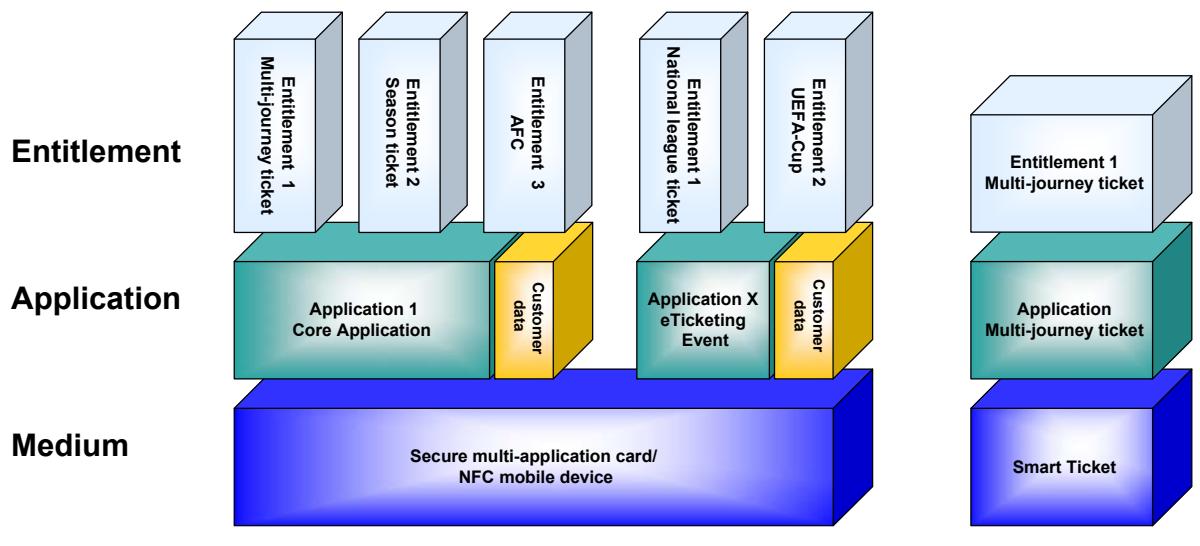 Entitlement
Entitlement 1
Multi-journey ticket
Entitlement 2
Season ticket
Entitlement 3
AFC
Entitlement 1
National league ticket
Entitlement 2
UEFA-Cup
Entitlement 1
Multi-journey ticket
Application
Application 1
Core Application
Customer
data
Application X
eTicketing
Event
Customer
data
Application
Multi-journey ticket
Medium
Secure multi-application card/
NFC mobile device
Smart Ticket